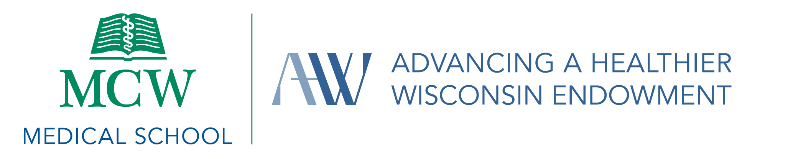 MCW
MEDICAL SCHOOL
AHW
ADVANCING A HEALTHIER
WISCONSIN ENDOWMENT